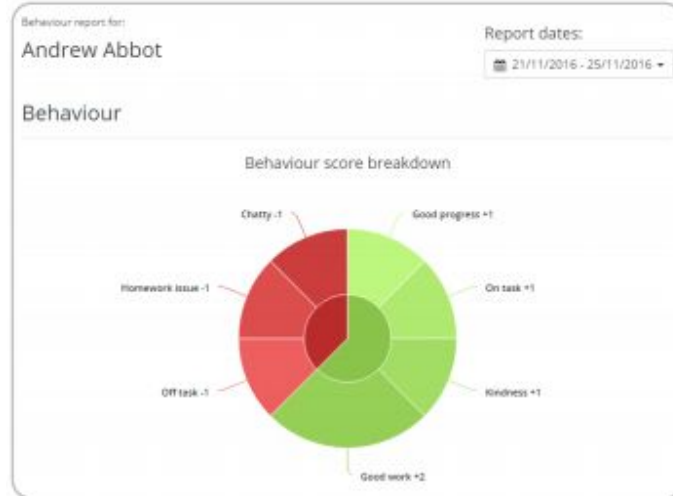 Behaviour report for:
Andrew Abbot
Report dates:
21/11/2016 - 25/11/2016
Behaviour
Behaviour score breakdown
Chatty -1
Good progress +1
Homework issue -1
On task +1
Off task -1
Kindness +1
Good work +2